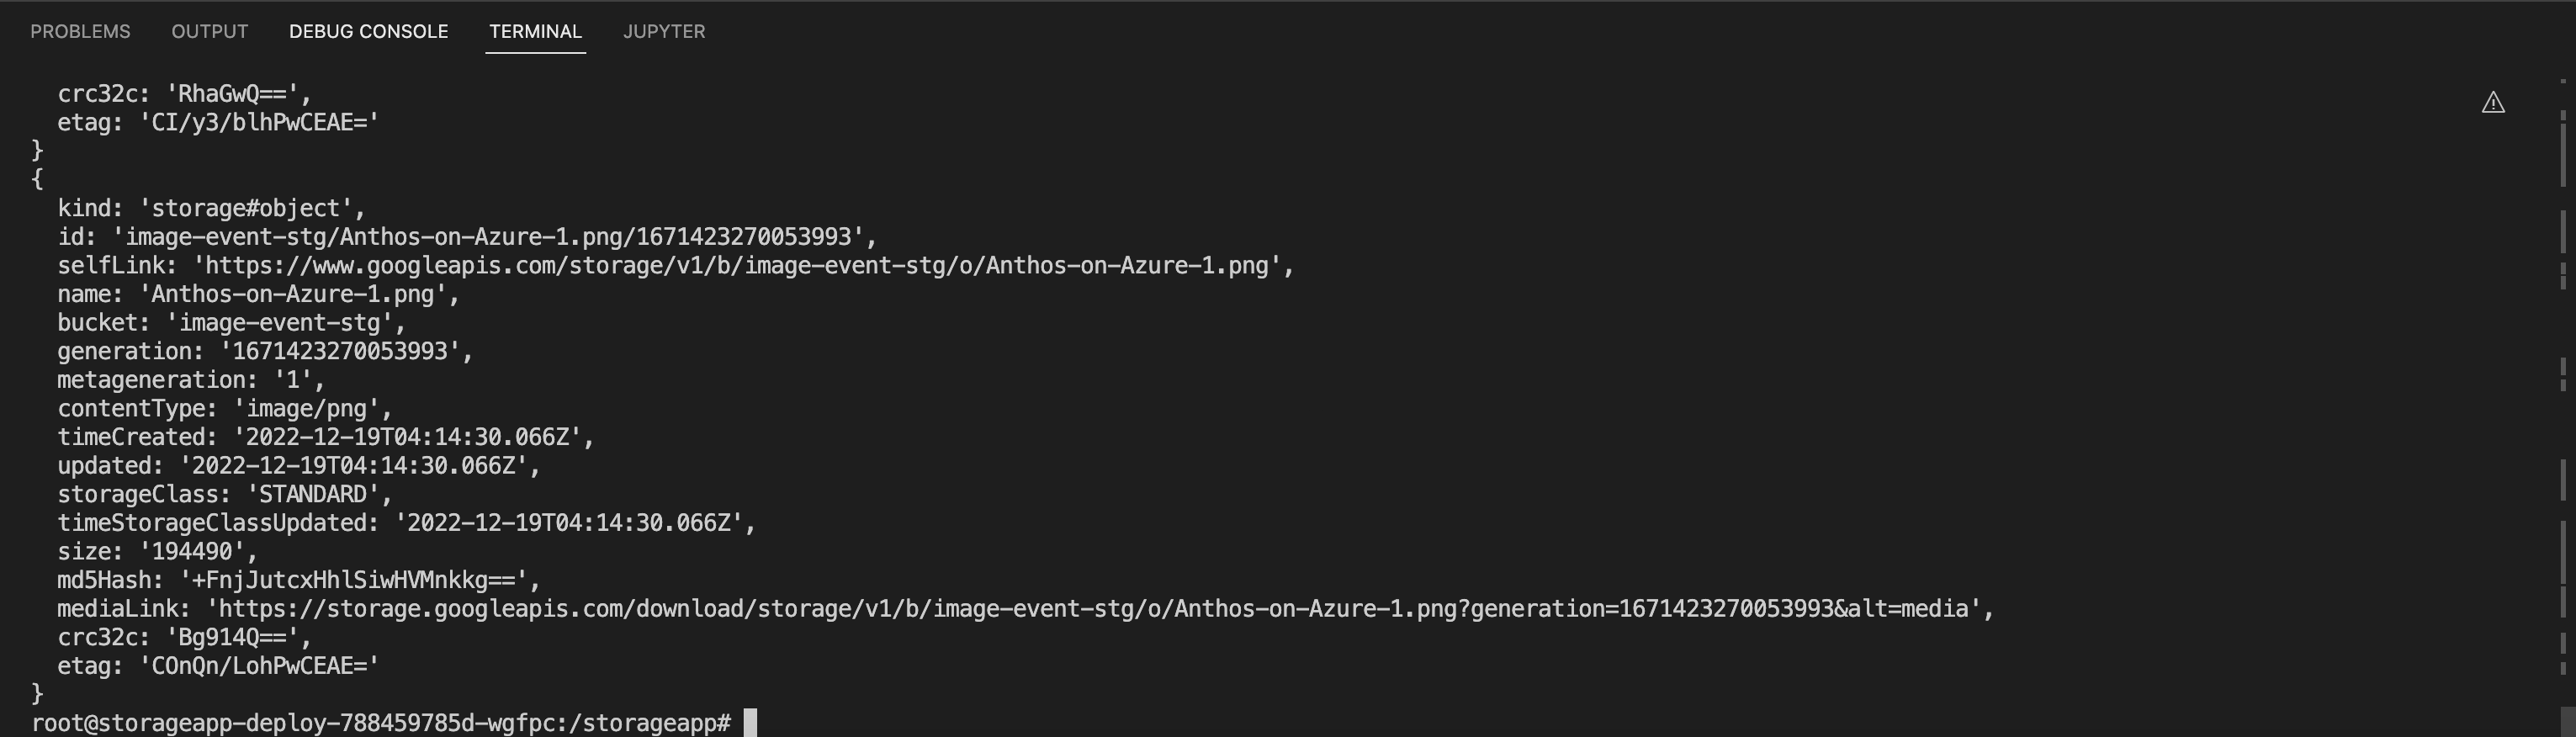 PROBLEMS OUTPUT DEBUG CONSOLE TERMINAL JUPYTER
crc32c: 'RhaGwQ==',
etag: 'CI/y3/blhPwCEAE='
}
{
kind: 'storage#object',
id: 'image-event-stg/Anthos-on-Azure-1.png/1671423270053993',
selfLink: 'https://www.googleapis.com/storage/v1/b/image-event-stg/o/Anthos-on-Azure-1.png',
name: 'Anthos-on-Azure-1.png',
bucket: 'image-event-stg',
generation: '1671423270053993',
metageneration: '1',
contentType: 'image/png',
timeCreated: '2022-12-19T04:14:30.066Z',
updated: '2022-12-19T04:14:30.066Z',
storageClass: 'STANDARD',
timeStorageClassUpdated: '2022-12-19T04:14:30.066Z',
size: '194490',
md5Hash: '+FnjJutcxHhlSiwHVMnkkg==',
mediaLink: 'https://storage.googleapis.com/download/storage/v1/b/image-event-stg/o/Anthos-on-Azure-1.png?generation=1671423270053993&alt=media',
crc32c: 'Bg914Q==',
etag: 'COnQn/LohPwCEAE='
}
root@storageapp-deploy-788459785d-wgfpc:/storageapp#